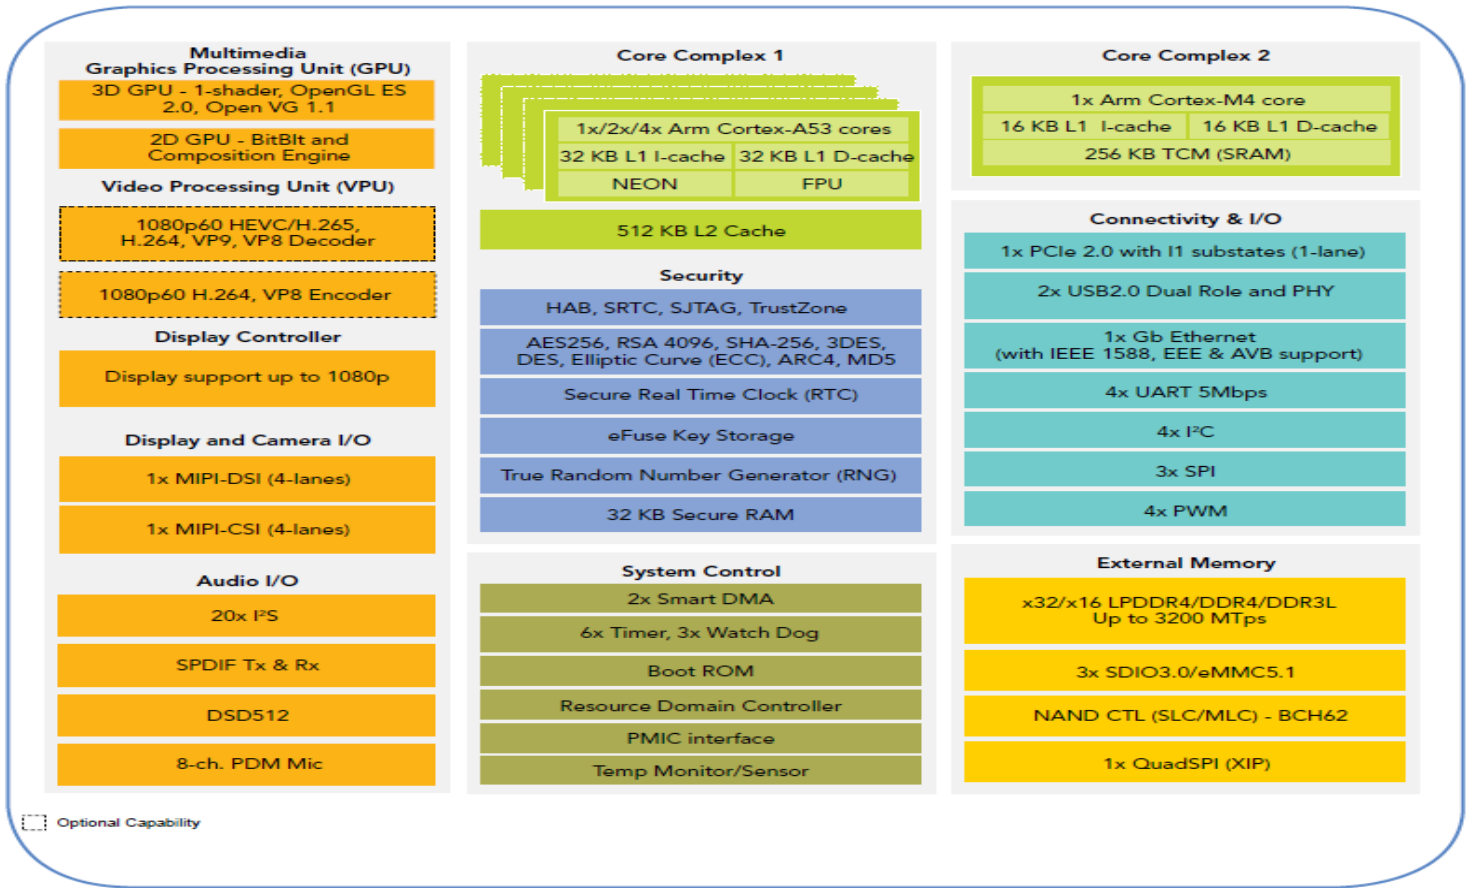 Multimedia
Graphics Processing Unit (GPU)
3D GPU - 1-shader, OpenGL ES
2.0, Open VG 1.1
2D GPU - BitBlt and
Composition Engine
Video Processing Unit (VPU)
1080p60 HEVC/H.265,
H.264, VP9, VP8 Decoder
1080p60 H.264, VP8 Encoder
Display Controller
Display support up to 1080p
Display and Camera I/O
1x MIPI-DSI (4-lanes)
1x MIPI-CSI (4-lanes)
Audio I/O
20x I²S
SPDIF Tx & Rx
DSD512
8-ch. PDM Mic
Core Complex 1
1x/2x/4x Arm Cortex-A53 cores
32 KB L1 I-cache
32 KB L1 D-cache
NEON
FPU
512 KB L2 Cache
Security
HAB, SRTC, SJTAG, TrustZone
AES256, RSA 4096, SHA-256, 3DES,
DES, Elliptic Curve (ECC), ARC4, MD5
Secure Real Time Clock (RTC)
eFuse Key Storage
True Random Number Generator (RNG)
32 KB Secure RAM
System Control
2x Smart DMA
6x Timer, 3x Watch Dog
Boot ROM
Resource Domain Controller
PMIC interface
Temp Monitor/Sensor
Core Complex 2
1x Arm Cortex-M4 core
16 KB L1 I-cache
16 KB L1 D-cache
256 KB TCM (SRAM)
Connectivity & I/O
1x PCIe 2.0 with l1 substates (1-lane)
2x USB2.0 Dual Role and PHY
1x Gb Ethernet
(with IEEE 1588, EEE & AVB support)
4x UART 5Mbps
4x I²C
3x SPI
4x PWM
External Memory
x32/x16 LPDDR4/DDR4/DDR3L
Up to 3200 MTps
3x SDIO3.0/eMMC5.1
NAND CTL (SLC/MLC) - BCH62
1x QuadSPI (XIP)
Optional Capability